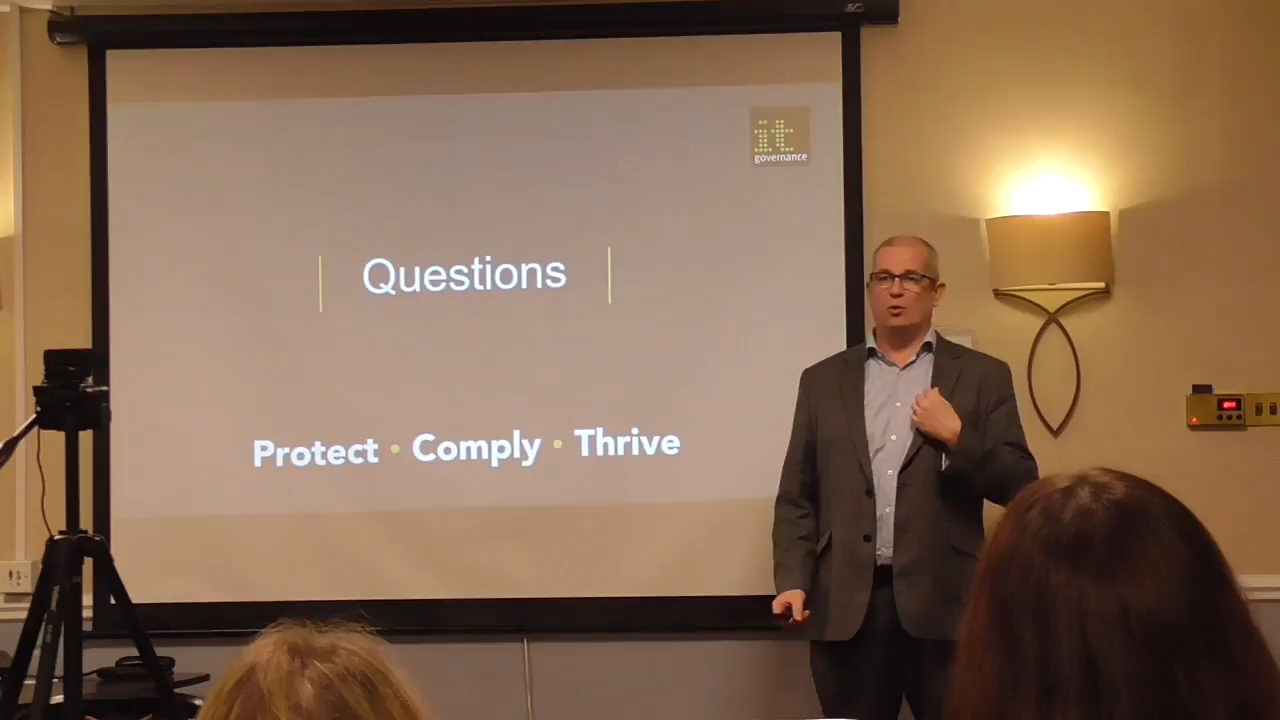 it
governance
Questions
Protect • Comply • Thrive